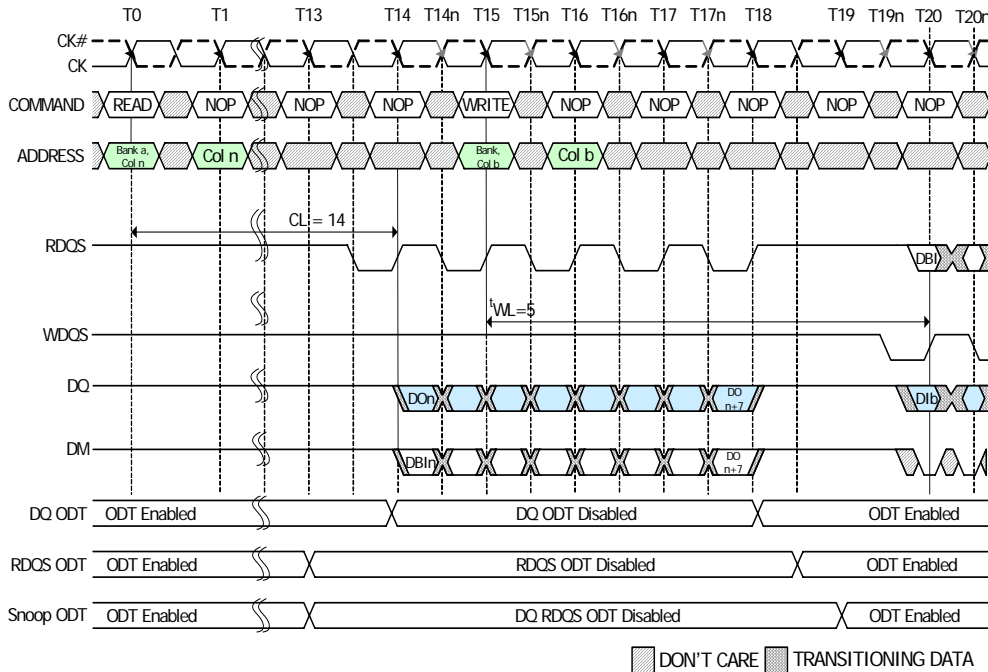 T0 T1 T13 T14 T14n T15 T15n T16 T16n T17 T17n T18 T19 T19n T20 T20n
CK#
CK
COMMAND READ NOP NOP NOP WRITE NOP NOP NOP NOP NOP
ADDRESS Bank a, Col n Col n Bank, Col b Col b
CL = 14
RDQS DBI
tWL=5
WDQS
DQ DOn DO n+7 DIb
DM DBIn DO n+7
DQ ODT ODT Enabled DQ ODT Disabled ODT Enabled
RDQS ODT ODT Enabled RDQS ODT Disabled ODT Enabled
Snoop ODT ODT Enabled DQ RDQS ODT Disabled ODT Enabled
DON'T CARE TRANSITIONING DATA